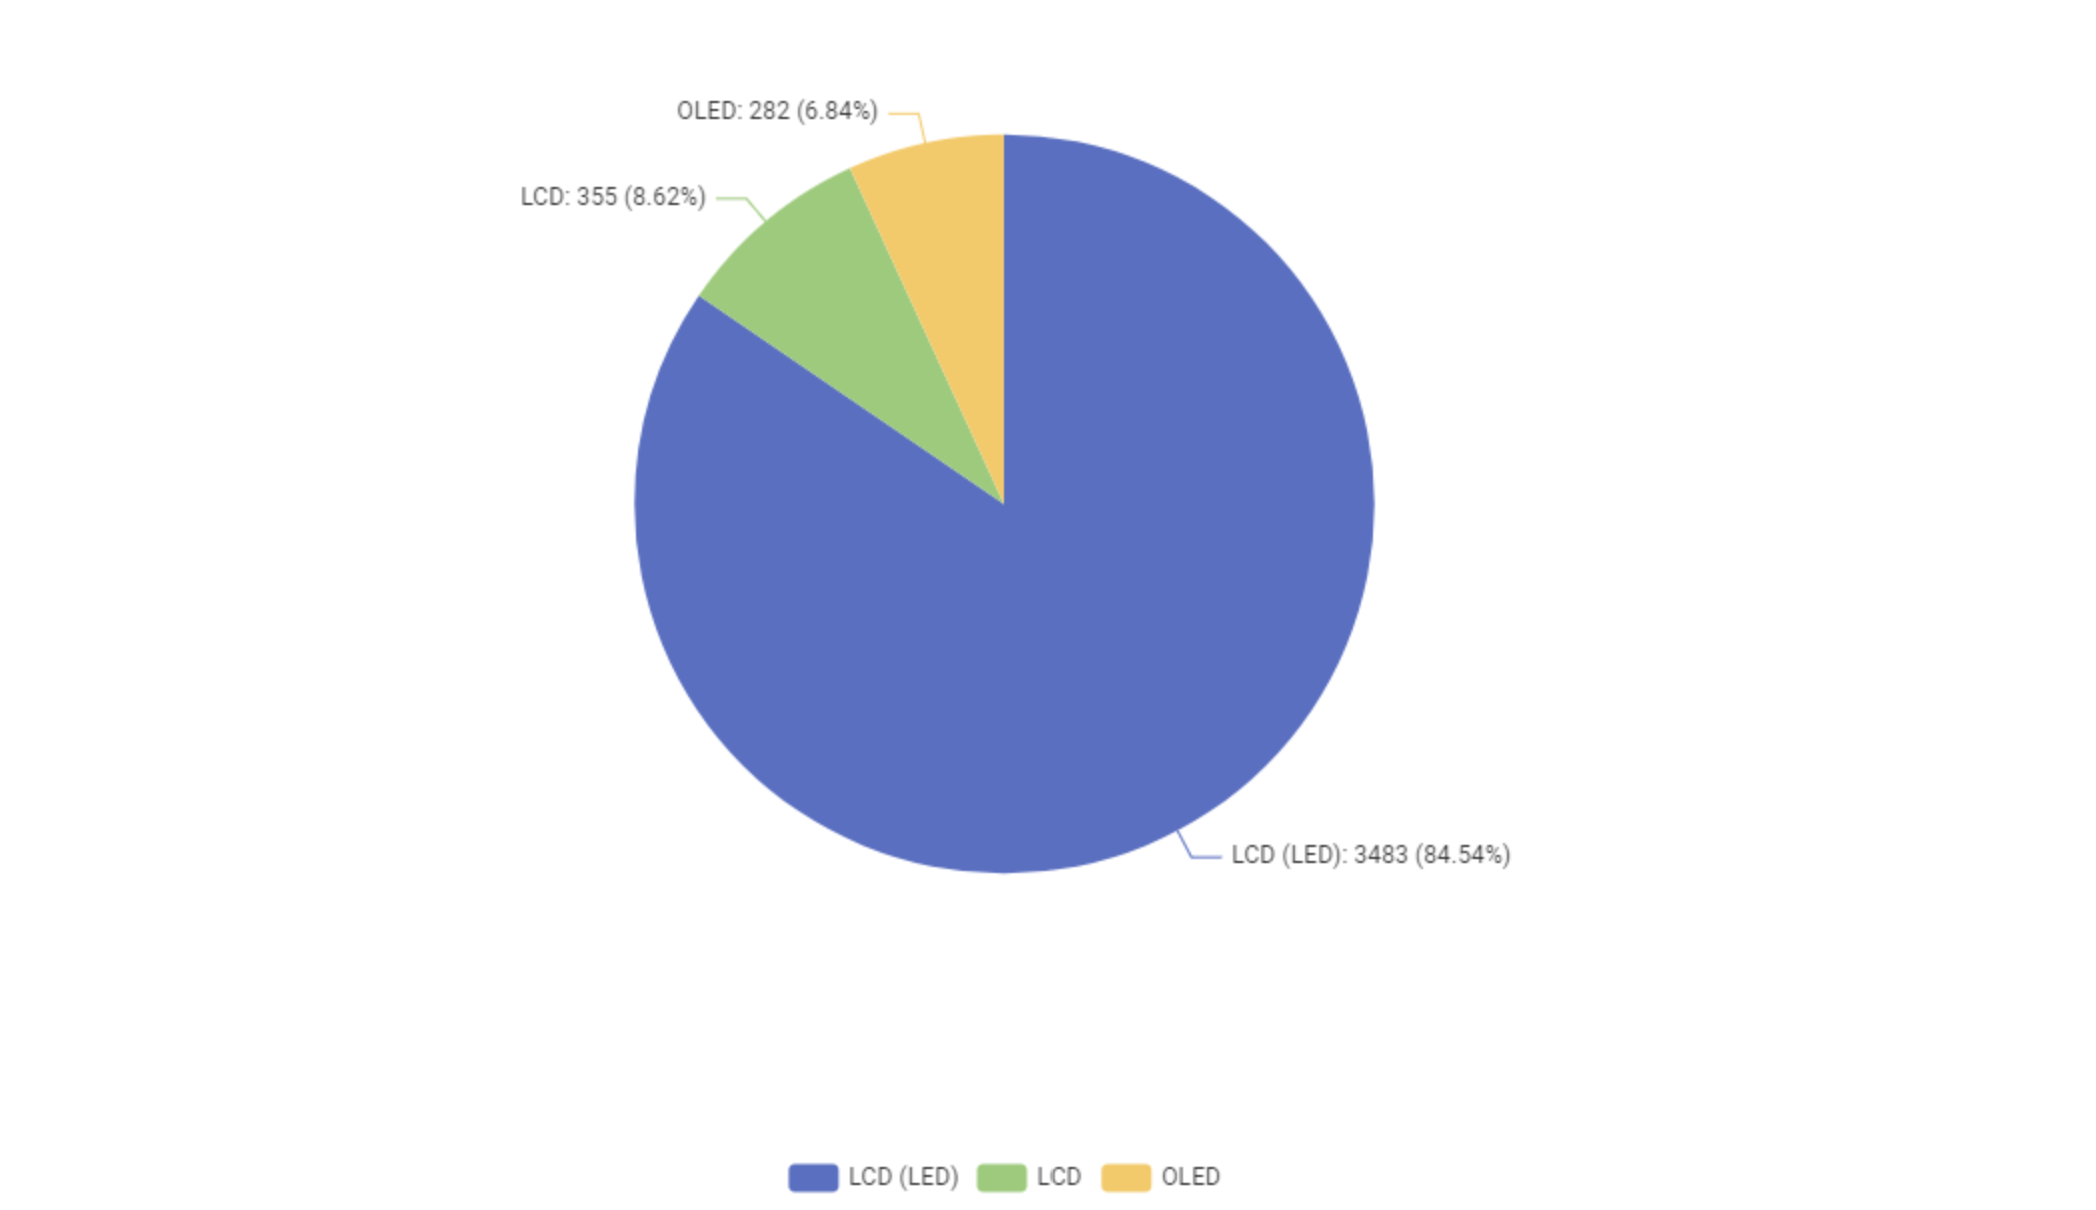 OLED: 282 (6.84%)
LCD: 355 (8.62%)
LCD (LED): 3483 (84.54%)
LCD (LED) LCD OLED